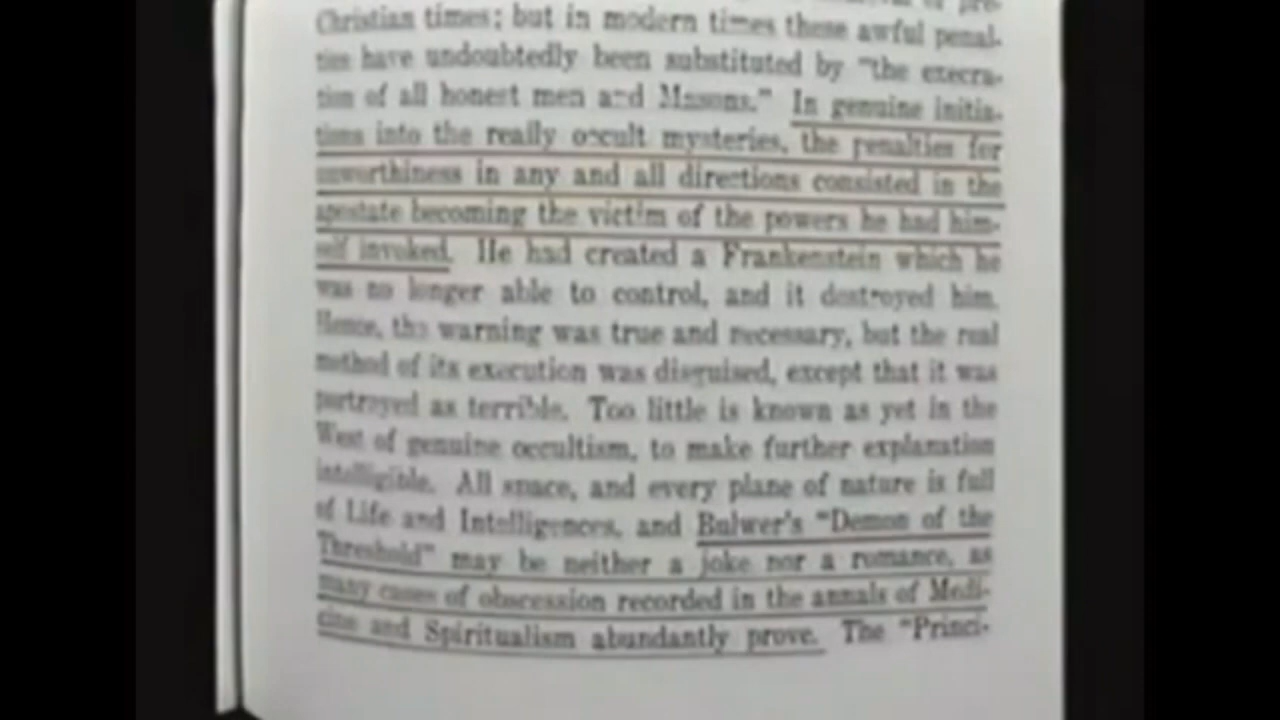 Christian times; but in modern times these awful penal-
ties have undoubtedly been substituted by "the execra-
tion of all honest men and Masons." In genuine initia-
tions into the really occult mysteries, the penalties for
unworthiness in any and all directions consisted in the
apostate becoming the victim of the powers he had him-
self invoked. He had created a Frankenstein which he
was no longer able to control, and it destroyed him.
Hence, the warning was true and necessary, but the real
method of its execution was disguised, except that it was
portrayed as terrible. Too little is known as yet in the
West of genuine occultism, to make further explanation
intelligible. All space, and every plane of nature is full
of Life and Intelligences, and Bulwer's "Demon of the
Threshold" may be neither a joke nor a romance, as
many cases of obscession recorded in the annals of Medi-
cine and Spiritualism abundantly prove. The "Princi-